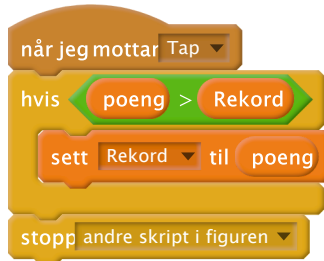 når jeg mottar Tap
hvis poeng > Rekord
sett Rekord til poeng
stopp andre skript i figuren